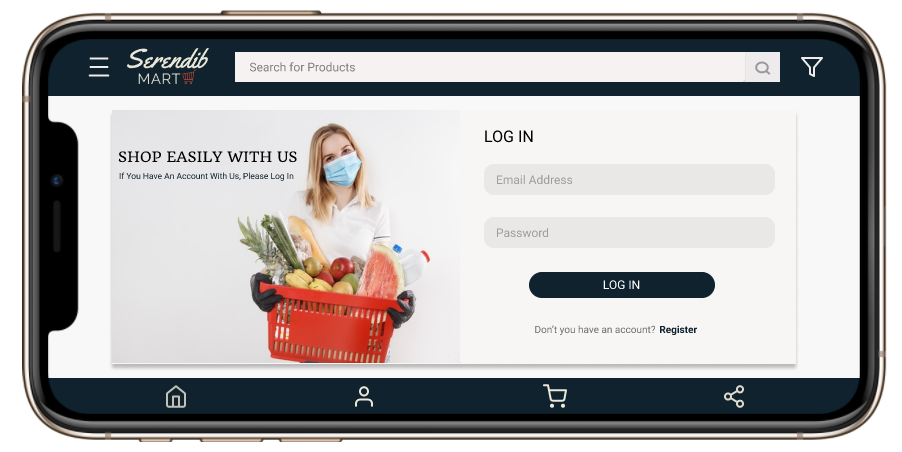 Serendib
MART
Search for Products
SHOP EASILY WITH US
If You Have An Account With Us, Please Log In
LOG IN
Email Address
Password
LOG IN
Don't you have an account? Register